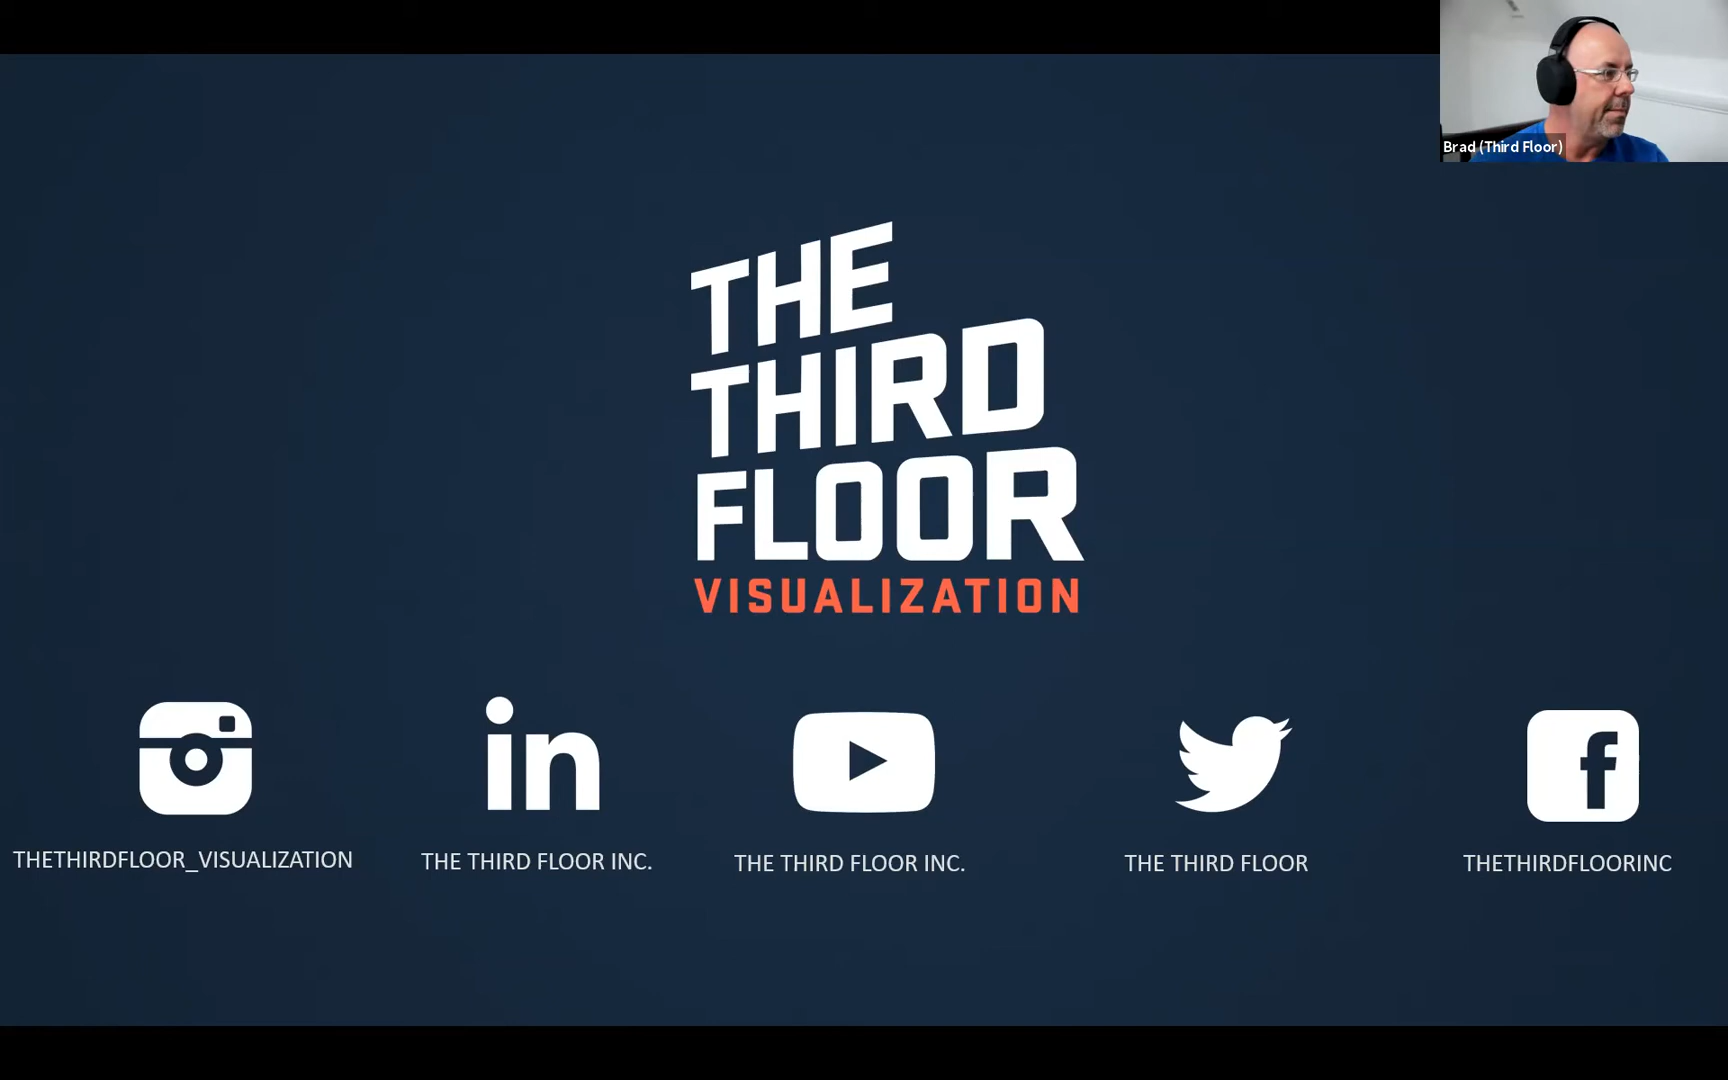 Brad (Third Floor)
THE
THIRD
FLOOR
VISUALIZATION
THETHIRDFLOOR_VISUALIZATION
THE THIRD FLOOR INC.
THE THIRD FLOOR INC.
THE THIRD FLOOR
THETHIRDFLOORINC